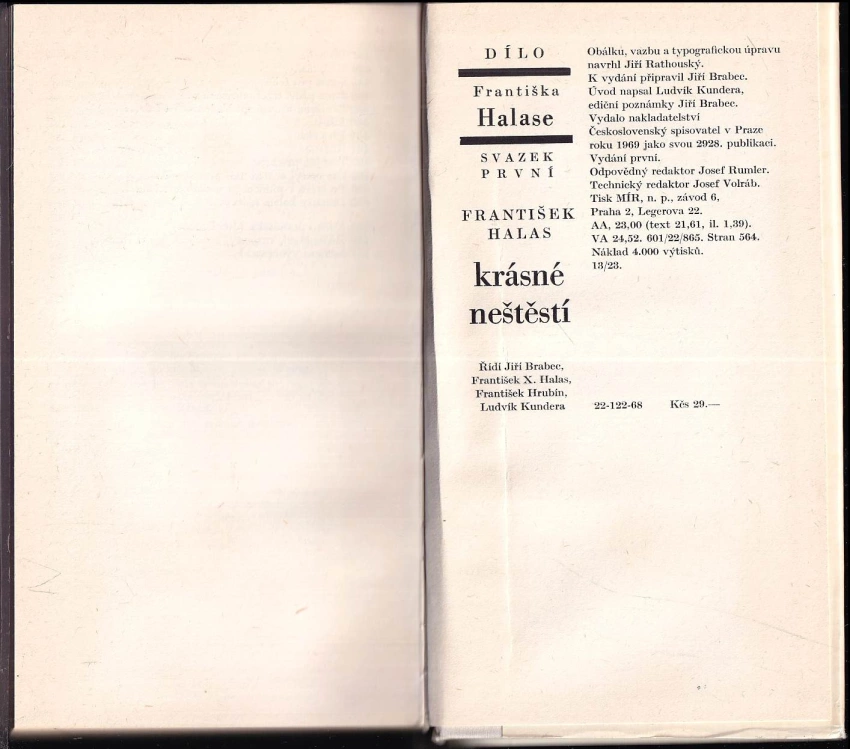 DÍLO
Františka
Halase
SVAZEK
PRVNÍ
FRANTIŠEK
HALAS
krásné
neštěstí
Řídí Jiří Brabec,
František X. Halas,
František Hrubín,
Ludvík Kundera
Obálku, vazbu a typografickou úpravu
navrhl Jiří Rathouský.
K vydání připravil Jiří Brabec.
Úvod napsal Ludvík Kundera,
ediční poznámky Jiří Brabec.
Vydalo nakladatelství
Československý spisovatel v Praze
roku 1969 jako svou 2928. publikaci.
Vydání první.
Odpovědný redaktor Josef Rumler.
Technický redaktor Josef Volráb.
Tisk MÍR, n. p., závod 6,
Praha 2, Legerova 22.
AA, 23,00 (text 21,61, il. 1,39).
VA 24,52. 601/22/865. Stran 564.
Náklad 4.000 výtisků.
13/23.
22-122-68 Kčs 29.—